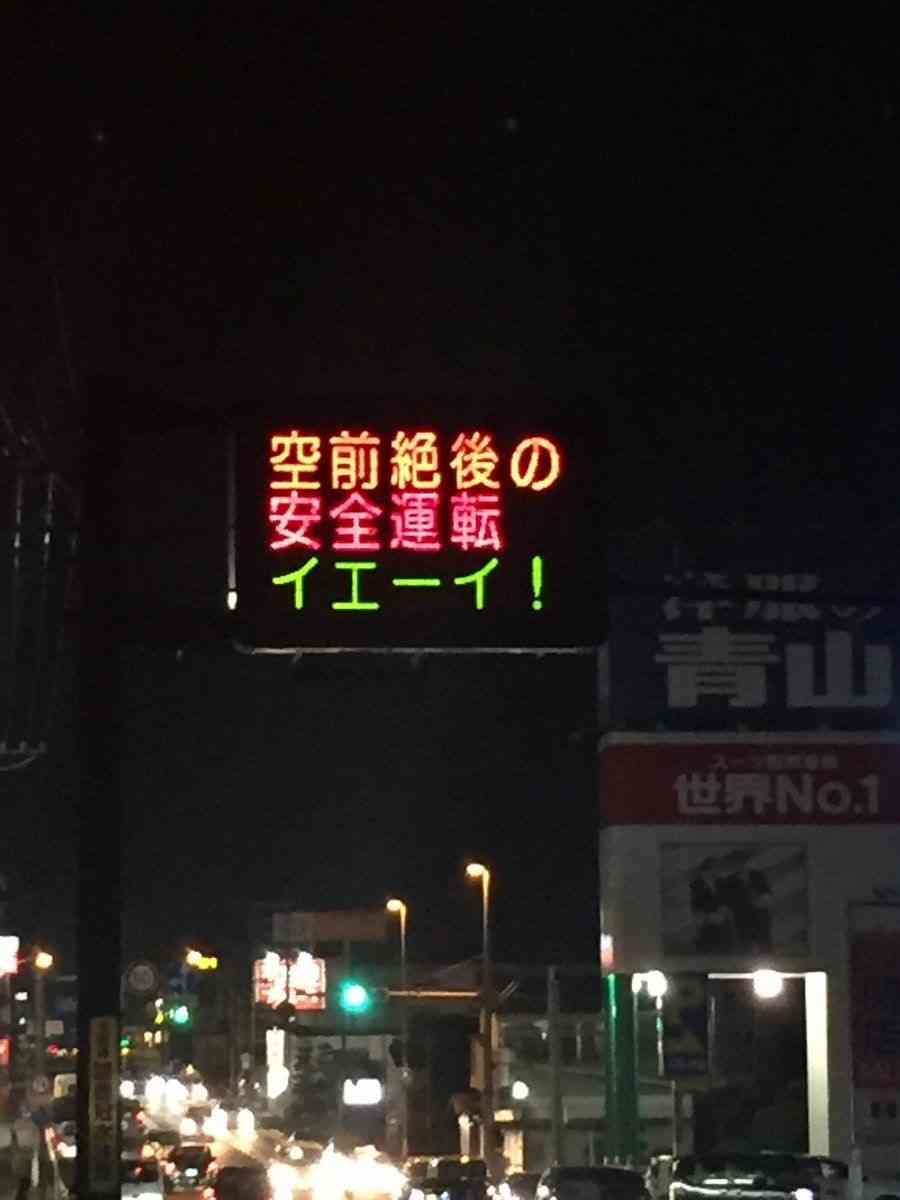 空前絶後の
安全運転
イエーイ！
青山
世界No.1